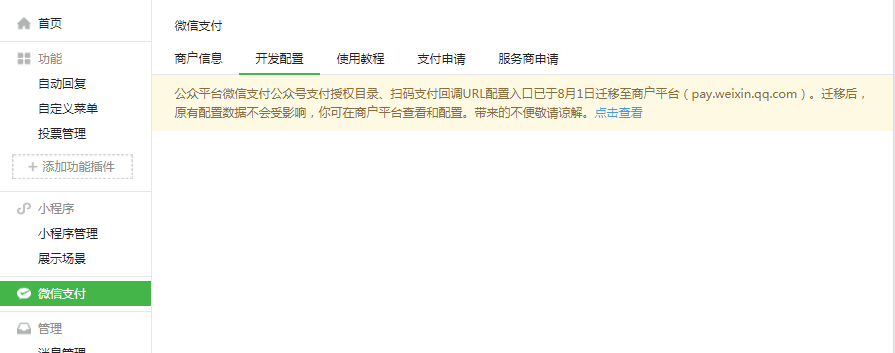 首页
功能
自动回复
自定义菜单
投票管理
+ 添加功能插件
小程序
小程序管理
展示场景
微信支付
管理
消息管理
微信支付
商户信息 开发配置 使用教程 支付申请 服务商申请
公众平台微信支付公众号支付授权目录、扫码支付回调URL配置入口已于8月1日迁移至商户平台（pay.weixin.qq.com）。迁移后，
原有配置数据不会受影响，你可在商户平台查看和配置。带来的不便敬请谅解。点击查看